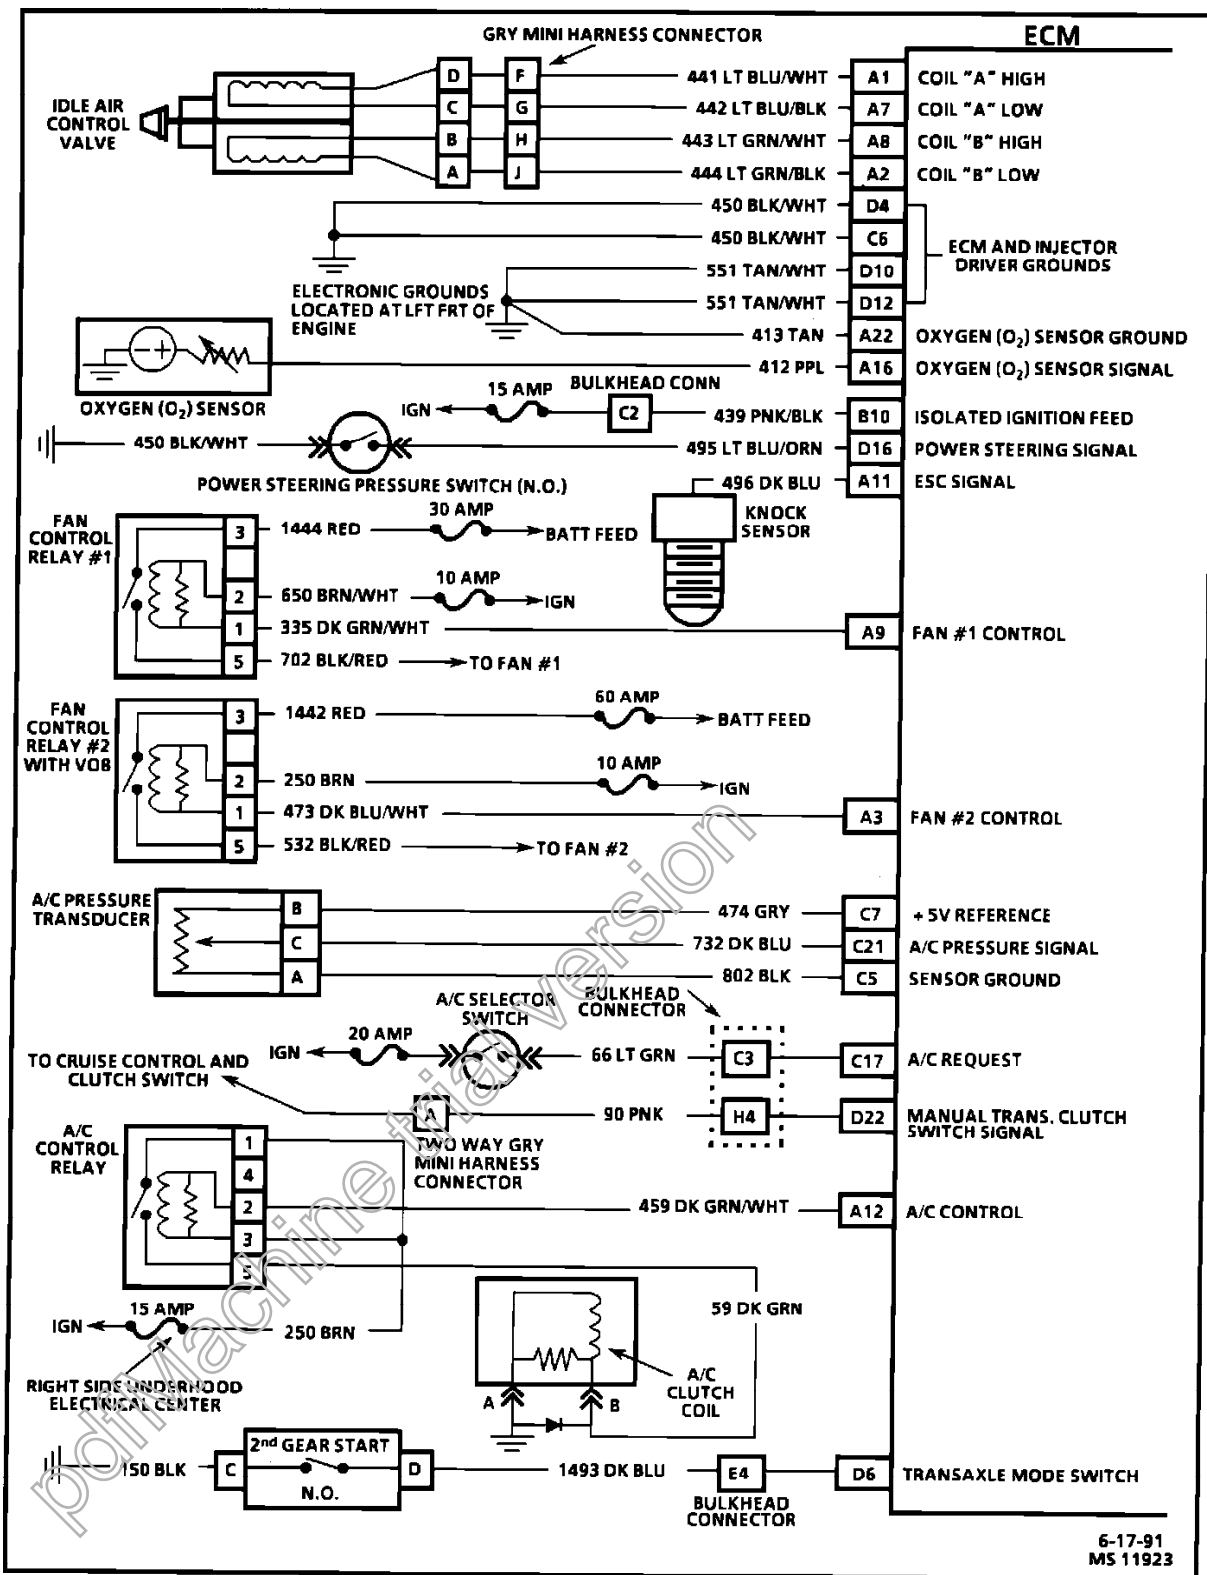 GRY MINI HARNESS CONNECTOR
ECM
IDLE AIR
CONTROL
VALVE
D F 441 LT BLU/WHT A1 COIL "A" HIGH
C G 442 LT BLU/BLK A7 COIL "A" LOW
B H 443 LT GRN/WHT A8 COIL "B" HIGH
A J 444 LT GRN/BLK A2 COIL "B" LOW
450 BLK/WHT D4
450 BLK/WHT C6
551 TAN/WHT D10
551 TAN/WHT D12
ECM AND INJECTOR
DRIVER GROUNDS
ELECTRONIC GROUNDS
LOCATED AT LFT FRT OF
ENGINE
413 TAN A22 OXYGEN (O₂) SENSOR GROUND
412 PPL A16 OXYGEN (O₂) SENSOR SIGNAL
OXYGEN (O₂) SENSOR
IGN 15 AMP BULKHEAD CONN C2 439 PNK/BLK B10 ISOLATED IGNITION FEED
450 BLK/WHT 495 LT BLU/ORN D16 POWER STEERING SIGNAL
POWER STEERING PRESSURE SWITCH (N.O.)
496 DK BLU A11 ESC SIGNAL
KNOCK
SENSOR
FAN
CONTROL
RELAY #1
3 1444 RED 30 AMP BATT FEED
2 650 BRN/WHT 10 AMP IGN
1 335 DK GRN/WHT A9 FAN #1 CONTROL
5 702 BLK/RED TO FAN #1
FAN
CONTROL
RELAY #2
WITH VO8
3 1442 RED 60 AMP BATT FEED
2 250 BRN 10 AMP IGN
1 473 DK BLU/WHT A3 FAN #2 CONTROL
5 532 BLK/RED TO FAN #2
A/C PRESSURE
TRANSDUCER
B 474 GRY C7 + 5V REFERENCE
C 732 DK BLU C21 A/C PRESSURE SIGNAL
A 802 BLK C5 SENSOR GROUND
A/C SELECTOR
SWITCH
BULKHEAD
CONNECTOR
IGN 20 AMP 66 LT GRN C3 C17 A/C REQUEST
TO CRUISE CONTROL AND
CLUTCH SWITCH
A 90 PNK H4 D22 MANUAL TRANS. CLUTCH
SWITCH SIGNAL
TWO WAY GRY
MINI HARNESS
CONNECTOR
A/C
CONTROL
RELAY
1
4
2 459 DK GRN/WHT A12 A/C CONTROL
3
5
59 DK GRN
IGN 15 AMP 250 BRN
RIGHT SIDE UNDERHOOD
ELECTRICAL CENTER
A B
A/C
CLUTCH
COIL
2nd GEAR START
150 BLK C D 1493 DK BLU E4 D6 TRANSAXLE MODE SWITCH
N.O.
BULKHEAD
CONNECTOR
6-17-91
MS 11923
pdfMachine trial version